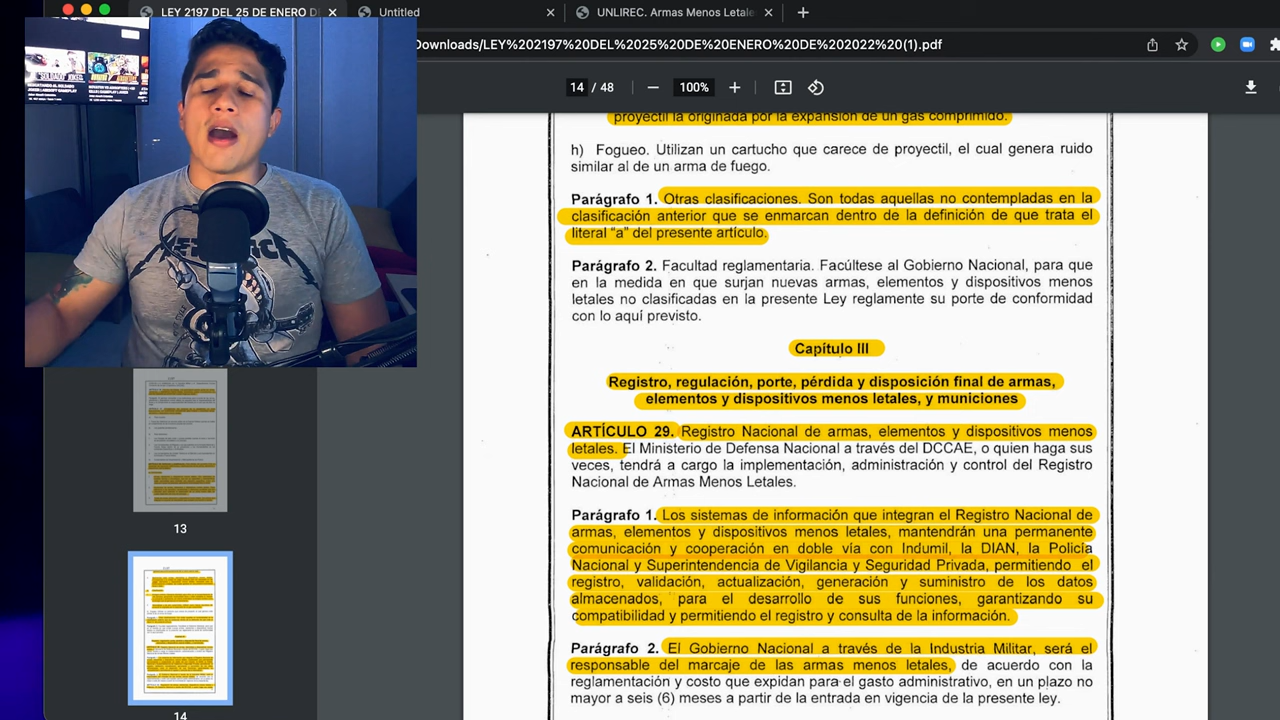 LEY 2197 DEL 25 DE ENERO D
Untitled
UNLIREC. Armas Menos Letale
Downloads/LEY%202197%20DEL%2025%20DE%20ENERO%20DE%202022%20(1).pdf
14 / 48
100%
proyectil la originada por la expansión de un gas comprimido.
h) Fogueo. Utilizan un cartucho que carece de proyectil, el cual genera ruido
similar al de un arma de fuego.
Parágrafo 1. Otras clasificaciones. Son todas aquellas no contempladas en la
clasificación anterior que se enmarcan dentro de la definición de que trata el
literal "a" del presente artículo.
Parágrafo 2. Facultad reglamentaria. Facúltese al Gobierno Nacional, para que
en la medida en que surjan nuevas armas, elementos y dispositivos menos
letales no clasificadas en la presente Ley reglamente su porte de conformidad
con lo aquí previsto.
Capítulo III
Registro, regulación, porte, pérdida y disposición final de armas,
elementos y dispositivos menos letales, y municiones
ARTÍCULO 29. Registro Nacional de armas, elementos y dispositivos menos
letales. El Ministerio de Defensa Nacional a través del DCCAE, o quien haga sus
veces, tendrá a cargo la implementación, administración y control del Registro
Nacional de Armas Menos Letales.
Parágrafo 1. Los sistemas de información que integran el Registro Nacional de
armas, elementos y dispositivos menos letales, mantendrán una permanente
comunicación y cooperación en doble vía con Indumil, la DIAN, la Policía
Nacional y Superintendencia de Vigilancia y Seguridad Privada, permitiendo el
registro, validación, actualización generación y suministro de los datos
almacenados, para el desarrollo de sus funciones, garantizando su
seguridad y permitiendo el uso y control de la información.
Parágrafo 2. El Gobierno Nacional a través de la Industria Militar, será el
responsable del marcaje de las armas menos letales, de acuerdo con la
reglamentación y costo que expidan para el gasto administrativo, en un plazo no
mayor a seis (6) meses a partir de la entrada en vigencia de la presente ley.
13
14